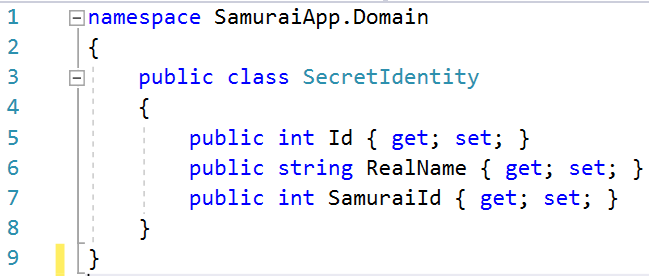 1 namespace SamuraiApp.Domain
2 {
3 public class SecretIdentity
4 {
5 public int Id { get; set; }
6 public string RealName { get; set; }
7 public int SamuraiId { get; set; }
8 }
9 }